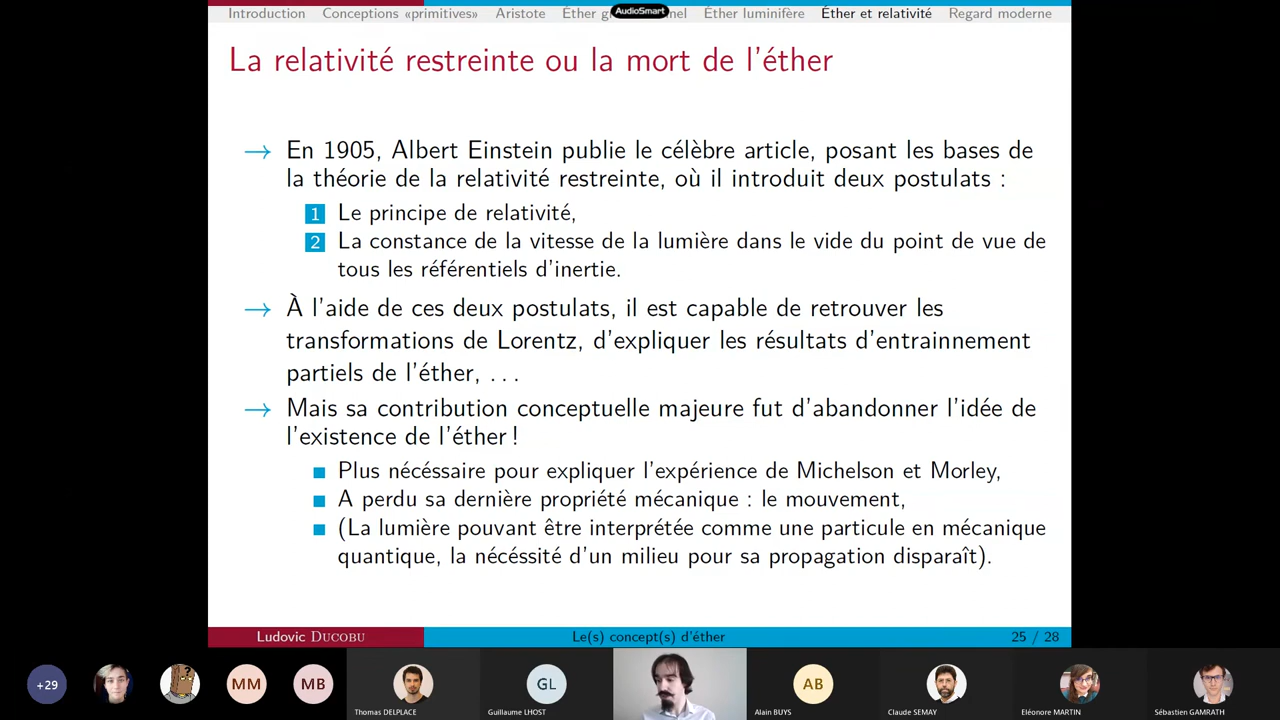 Introduction Conceptions «primitives» Aristote Éther g nnel Éther luminifère Éther et relativité Regard moderne
AudioSmart
La relativité restreinte ou la mort de l'éther
→ En 1905, Albert Einstein publie le célèbre article, posant les bases de
la théorie de la relativité restreinte, où il introduit deux postulats :
1 Le principe de relativité,
2 La constance de la vitesse de la lumière dans le vide du point de vue de
tous les référentiels d'inertie.
→ À l'aide de ces deux postulats, il est capable de retrouver les
transformations de Lorentz, d'expliquer les résultats d'entrainnement
partiels de l'éther, ...
→ Mais sa contribution conceptuelle majeure fut d'abandonner l'idée de
l'existence de l'éther !
Plus nécéssaire pour expliquer l'expérience de Michelson et Morley,
A perdu sa dernière propriété mécanique : le mouvement,
(La lumière pouvant être interprétée comme une particule en mécanique
quantique, la nécéssité d'un milieu pour sa propagation disparaît).
Ludovic Ducobu Le(s) concept(s) d'éther 25 / 28
+29 MM MB GL AB
Thomas DELPLACE Guillaume LHOST Alain BUYS Claude SEMAY Eléonore MARTIN Sébastien GAMRATH